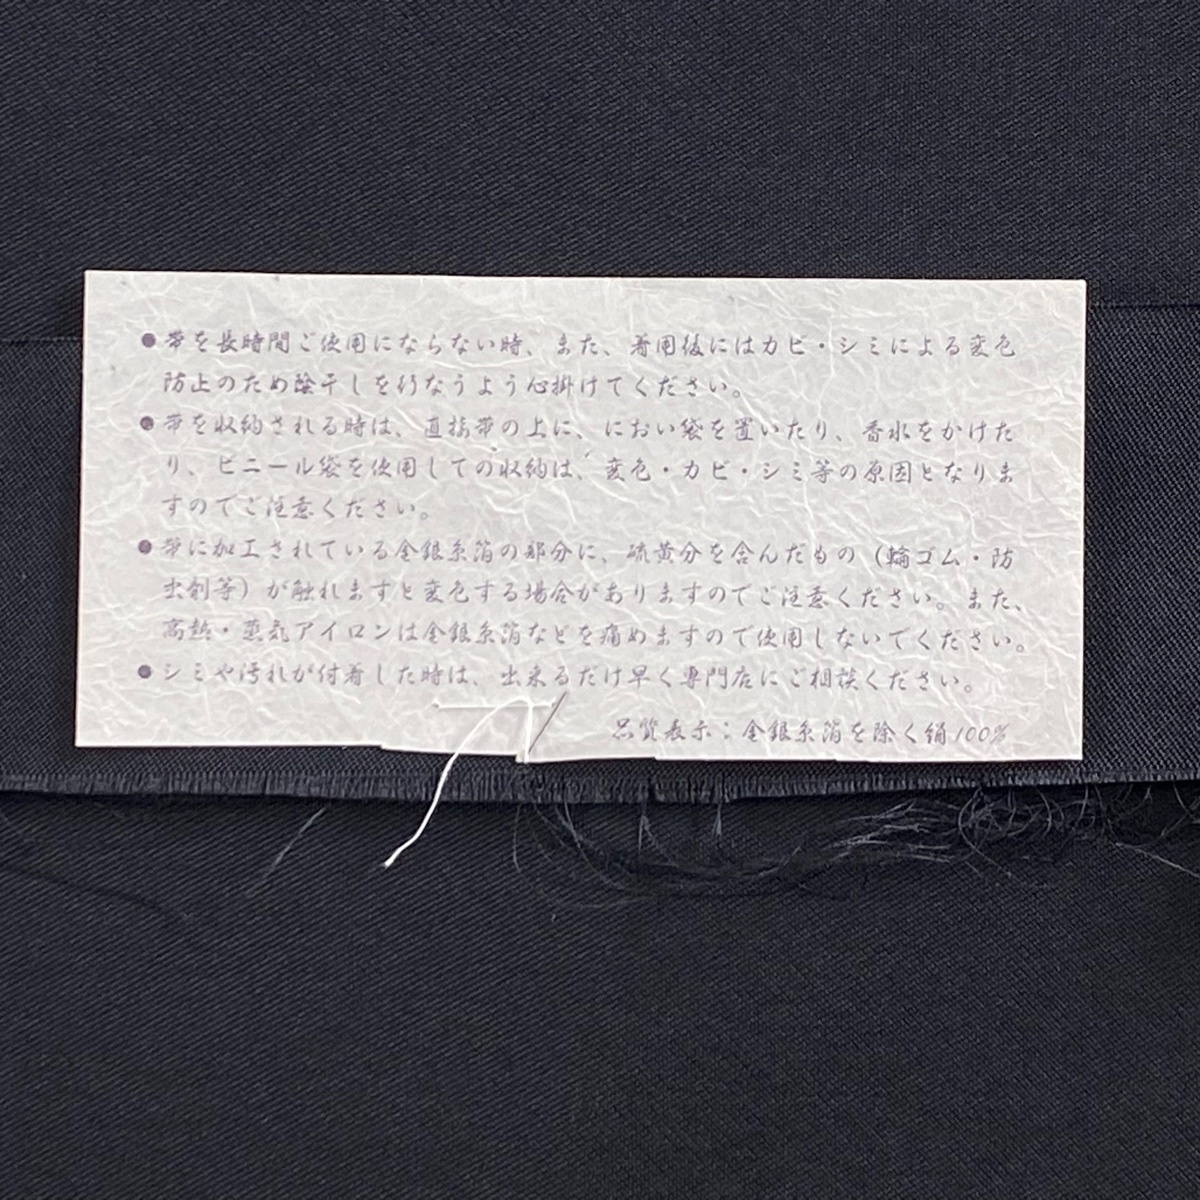 ●帯を長時間ご使用にならない時、また、着用後にはカビ・シミによる変色
防止のため陰干しを行なうよう心掛けてください。
●帯を収納される時は、直接帯の上に、におい袋を置いたり、香水をかけた
り、ビニール袋を使用しての収納は、変色・カビ・シミ等の原因となりま
すのでご注意ください。
●帯に加工されている金銀糸箔の部分に、硫黄分を含んだもの（輪ゴム・防
虫剤等）が触れますと変色する場合がありますのでご注意ください。また、
高熱・蒸気アイロンは金銀糸箔などを痛めますので使用しないでください。
●シミや汚れが付着した時は、出来るだけ早く専門店にご相談ください。
品質表示：金銀糸箔を除く絹100%